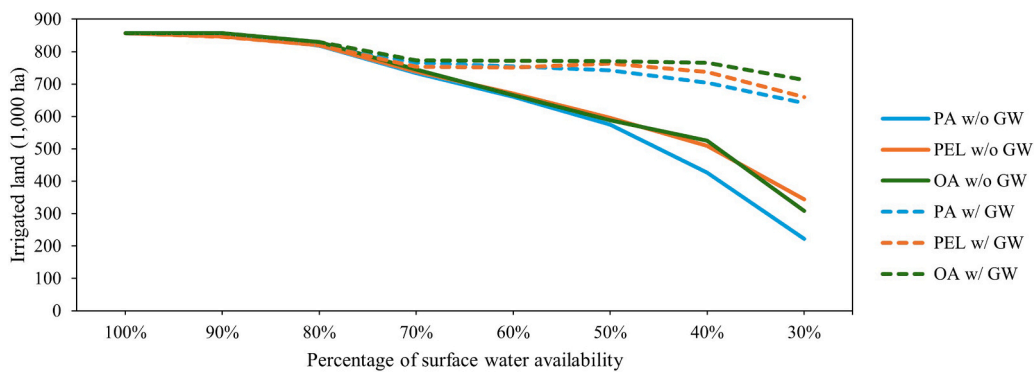 900
800
700
600
500
400
300
200
100
0
Irrigated land (1,000 ha)
100% 90% 80% 70% 60% 50% 40% 30%
Percentage of surface water availability
PA w/o GW
PEL w/o GW
OA w/o GW
PA w/ GW
PEL w/ GW
OA w/ GW